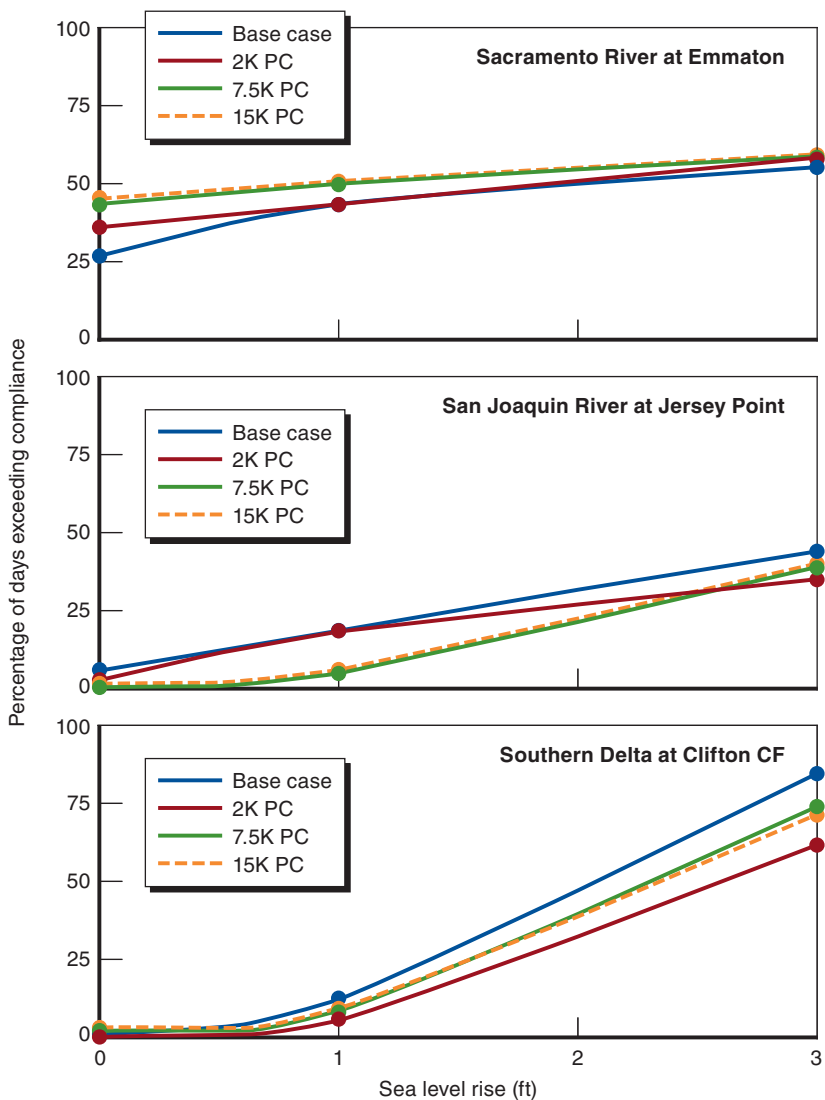 Percentage of days exceeding compliance
100
75
50
25
0
Base case
2K PC
7.5K PC
15K PC
Sacramento River at Emmaton
100
75
50
25
0
Base case
2K PC
7.5K PC
15K PC
San Joaquin River at Jersey Point
100
75
50
25
0
Base case
2K PC
7.5K PC
15K PC
Southern Delta at Clifton CF
0
1
2
3
Sea level rise (ft)